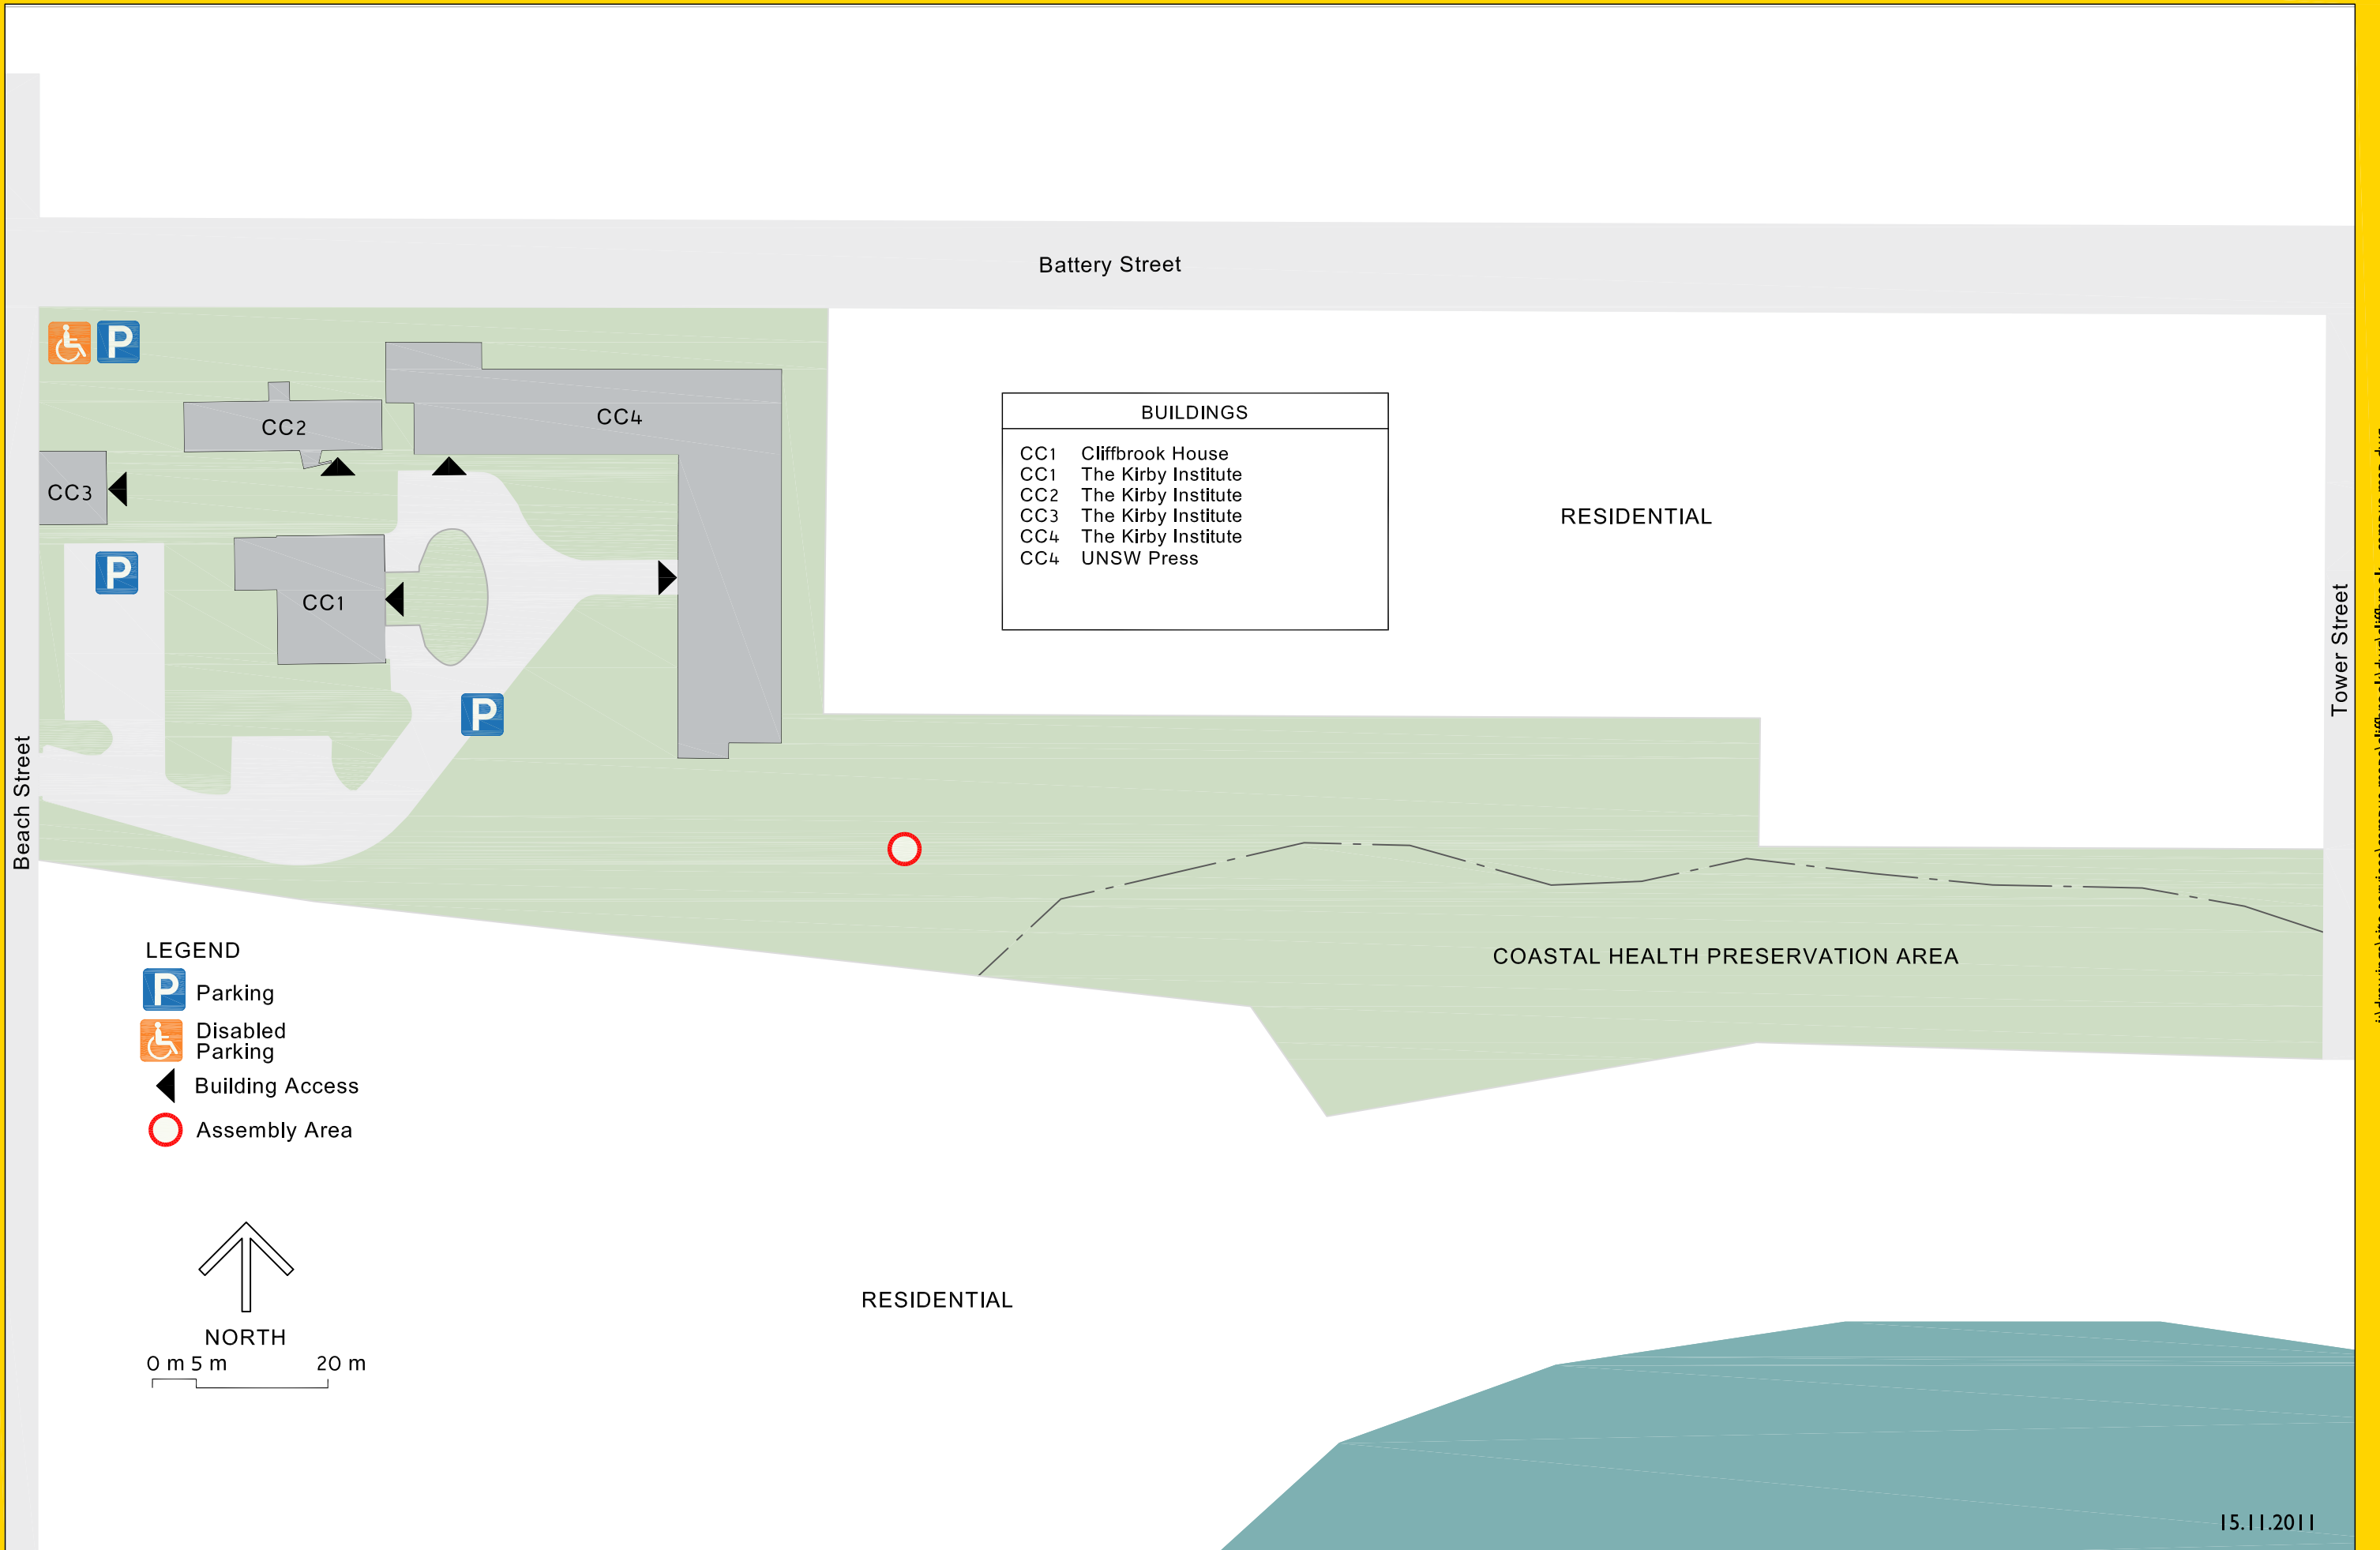 Battery Street
P
CC2
CC4
CC3
P
CC1
P
BUILDINGS
CC1 Cliffbrook House
CC1 The Kirby Institute
CC2 The Kirby Institute
CC3 The Kirby Institute
CC4 The Kirby Institute
CC4 UNSW Press
RESIDENTIAL
Tower Street
Beach Street
COASTAL HEALTH PRESERVATION AREA
LEGEND
P Parking
Disabled
Parking
Building Access
Assembly Area
NORTH
0 m 5 m 20 m
RESIDENTIAL
15.11.2011